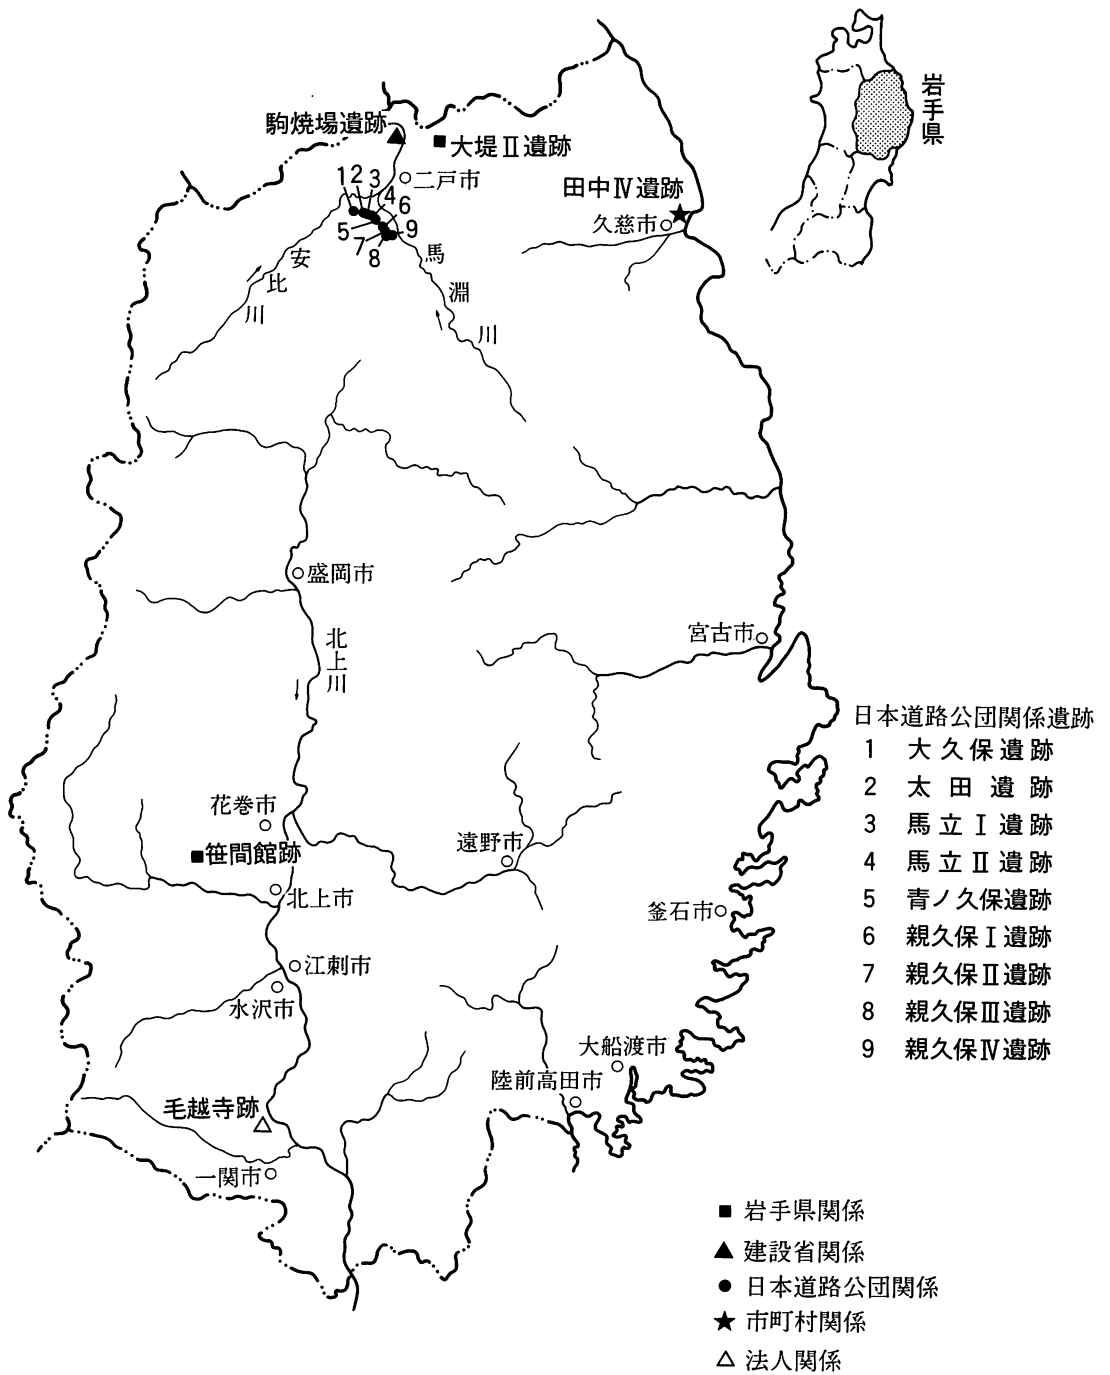 岩手県
駒焼場遺跡
大堤Ⅱ遺跡
二戸市
1 2 3 4 6 9
5 7 8
田中Ⅳ遺跡
久慈市
安比川
馬淵川
盛岡市
北上川
宮古市
花巻市
笹間館跡
北上市
遠野市
釜石市
江刺市
水沢市
大船渡市
陸前高田市
毛越寺跡
一関市
日本道路公団関係遺跡
1 大久保遺跡
2 太田遺跡
3 馬立Ⅰ遺跡
4 馬立Ⅱ遺跡
5 青ノ久保遺跡
6 親久保Ⅰ遺跡
7 親久保Ⅱ遺跡
8 親久保Ⅲ遺跡
9 親久保Ⅳ遺跡
■ 岩手県関係
▲ 建設省関係
● 日本道路公団関係
★ 市町村関係
△ 法人関係